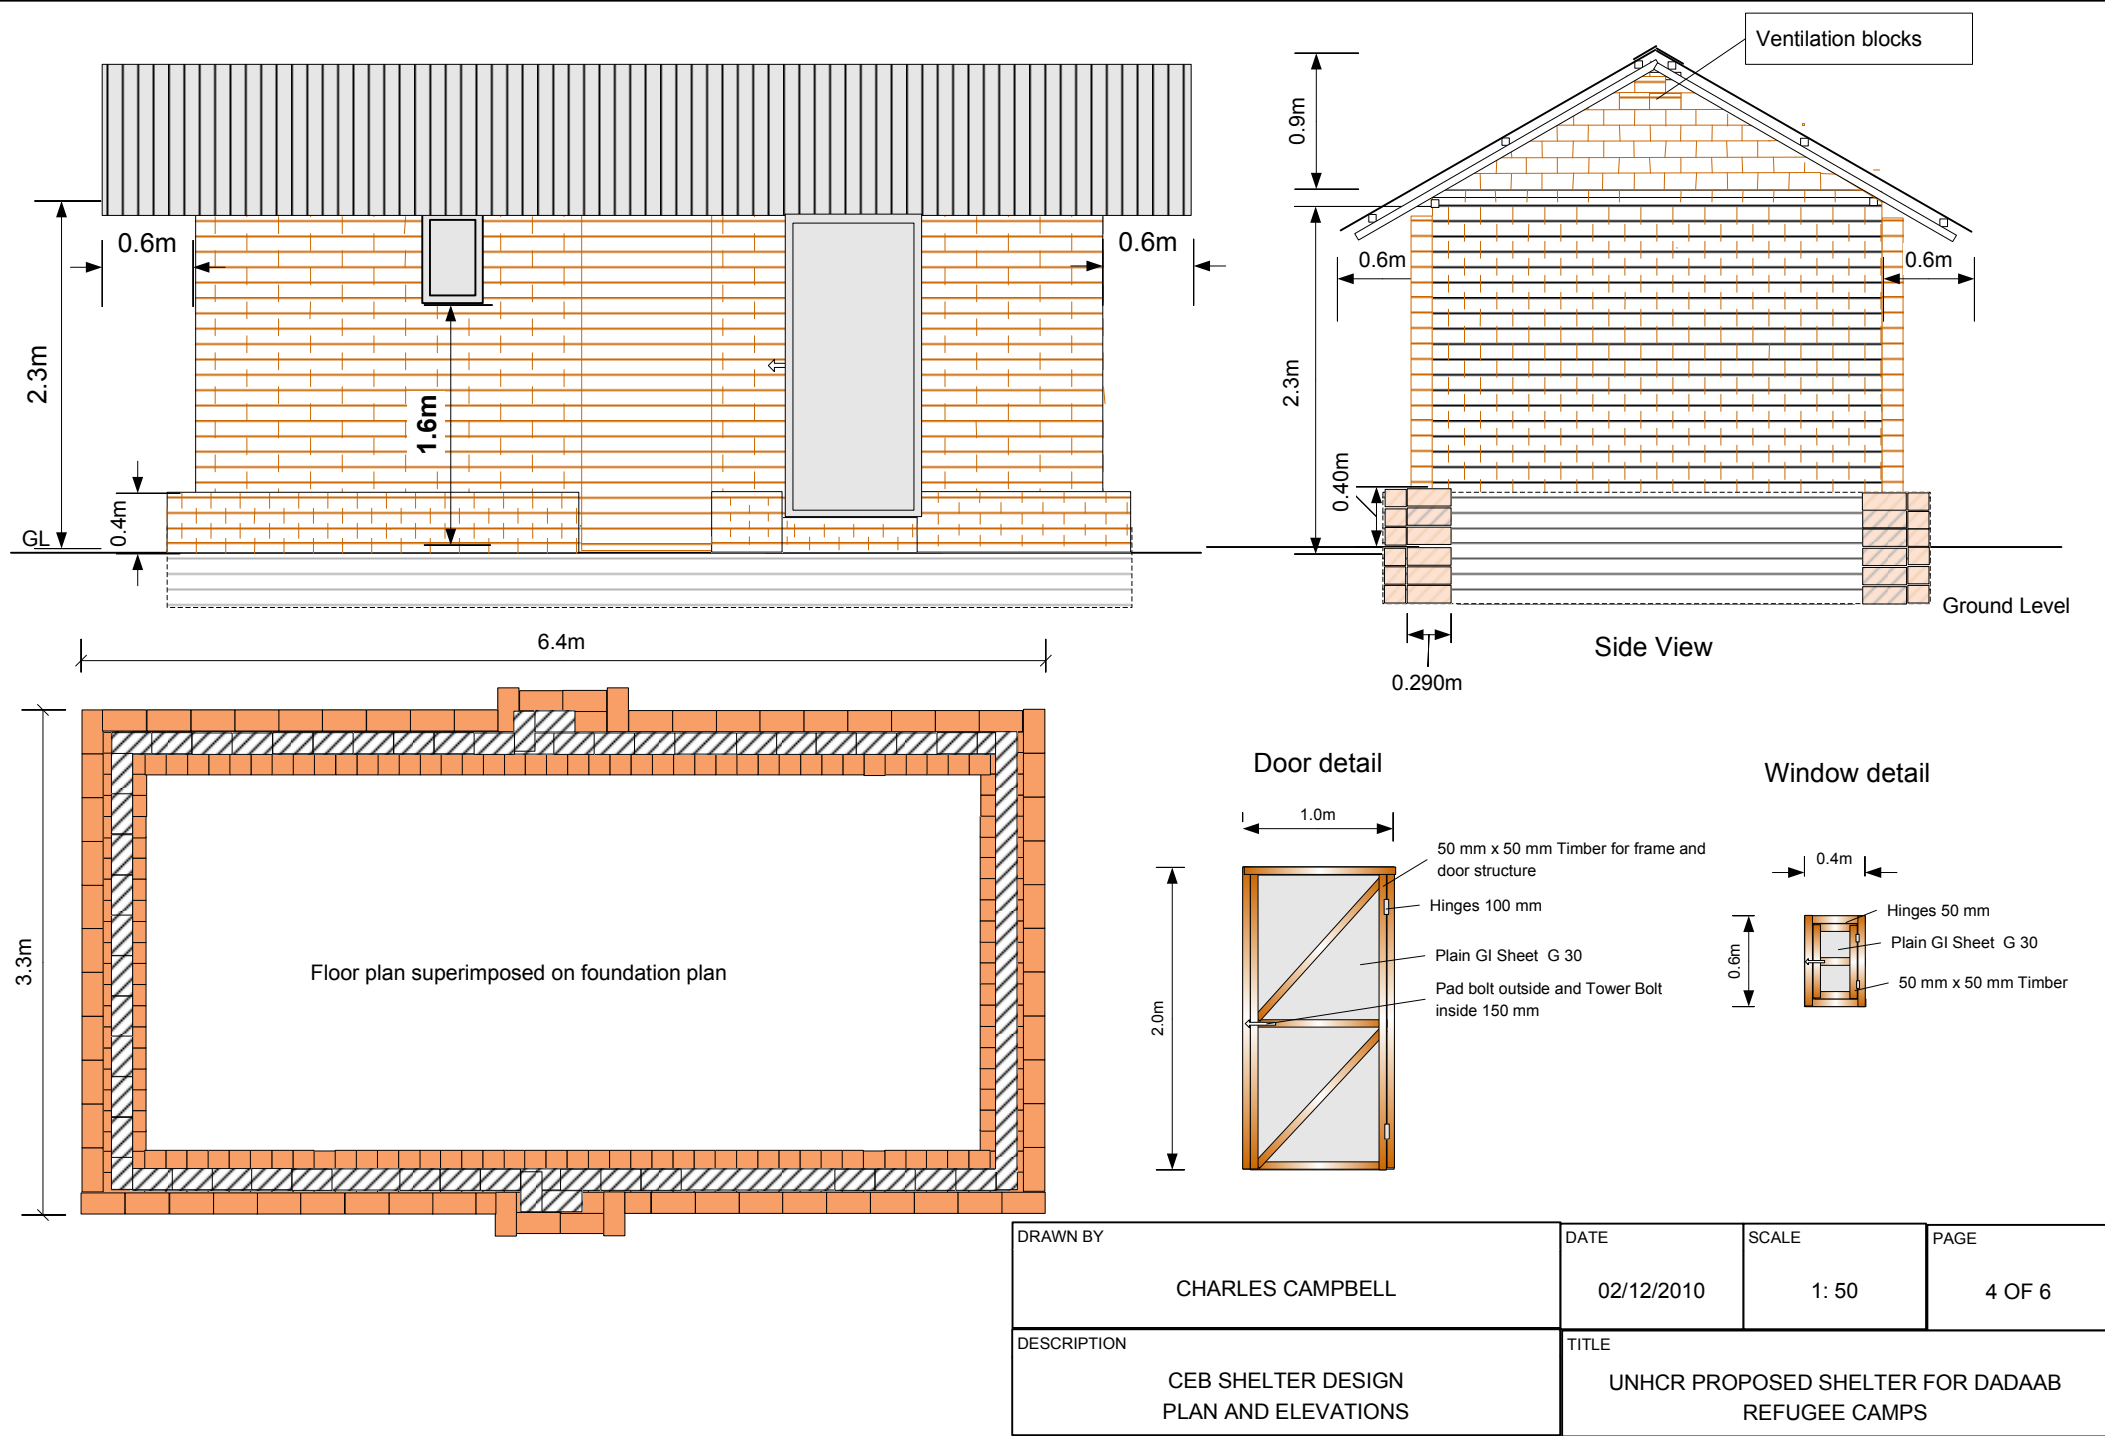 Ventilation blocks
0.9m
0.6m
0.6m
0.6m
0.6m
2.3m
1.6m
0.4m
GL
2.3m
0.40m
Ground Level
Side View
0.290m
6.4m
3.3m
Floor plan superimposed on foundation plan
Door detail
1.0m
2.0m
50 mm x 50 mm Timber for frame and
door structure
Hinges 100 mm
Plain GI Sheet G 30
Pad bolt outside and Tower Bolt
inside 150 mm
Window detail
0.4m
0.6m
Hinges 50 mm
Plain GI Sheet G 30
50 mm x 50 mm Timber
DRAWN BY
CHARLES CAMPBELL
DATE
02/12/2010
SCALE
1: 50
PAGE
4 OF 6
DESCRIPTION
CEB SHELTER DESIGN
PLAN AND ELEVATIONS
TITLE
UNHCR PROPOSED SHELTER FOR DADAAB
REFUGEE CAMPS